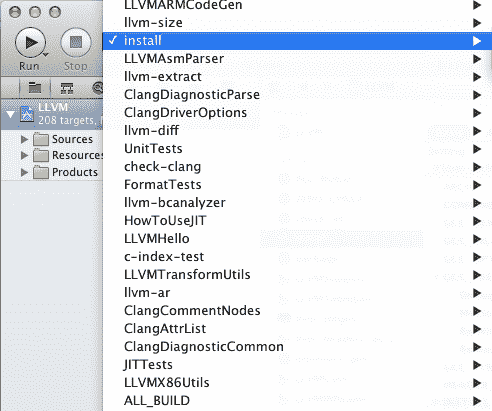 LLVMARMCodeGen
llvm-size
✓ install
LLVMAsmParser
llvm-extract
ClangDiagnosticParse
ClangDriverOptions
llvm-diff
UnitTests
check-clang
FormatTests
llvm-bcanalyzer
HowToUseJIT
LLVMHello
c-index-test
LLVMTransformUtils
llvm-ar
ClangCommentNodes
ClangAttrList
ClangDiagnosticCommon
JITTests
LLVMX86Utils
ALL_BUILD
Run
Stop
LLVM
208 targets,
Sources
Resources
Products